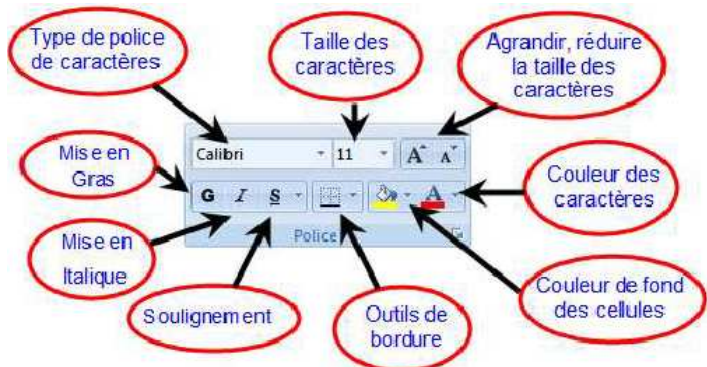 Type de police
de caractères
Taille des
caractères
Agrandir, réduire
la taille des
caractères
Calibri
11
A A
Mise en
Gras
G I S
A
Couleur des
caractères
Police
Mise en
Italique
Soulignement
Outils de
bordure
Couleur de fond
des cellules